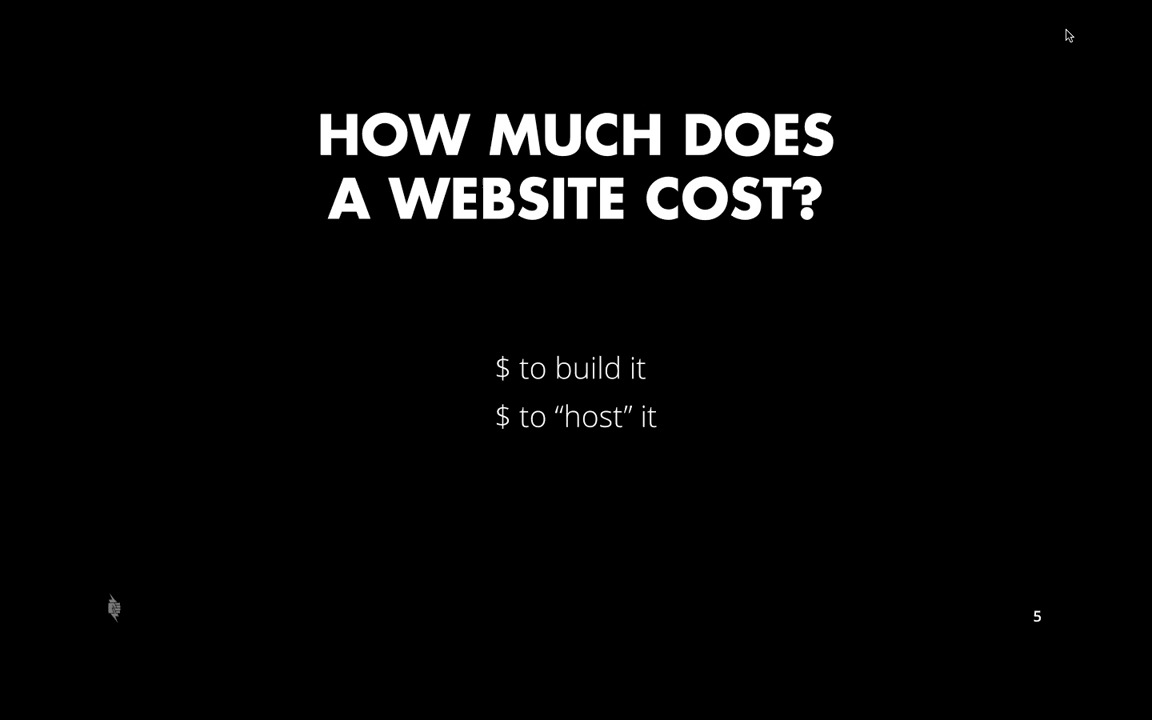 HOW MUCH DOES
A WEBSITE COST?
$ to build it
$ to “host” it
5